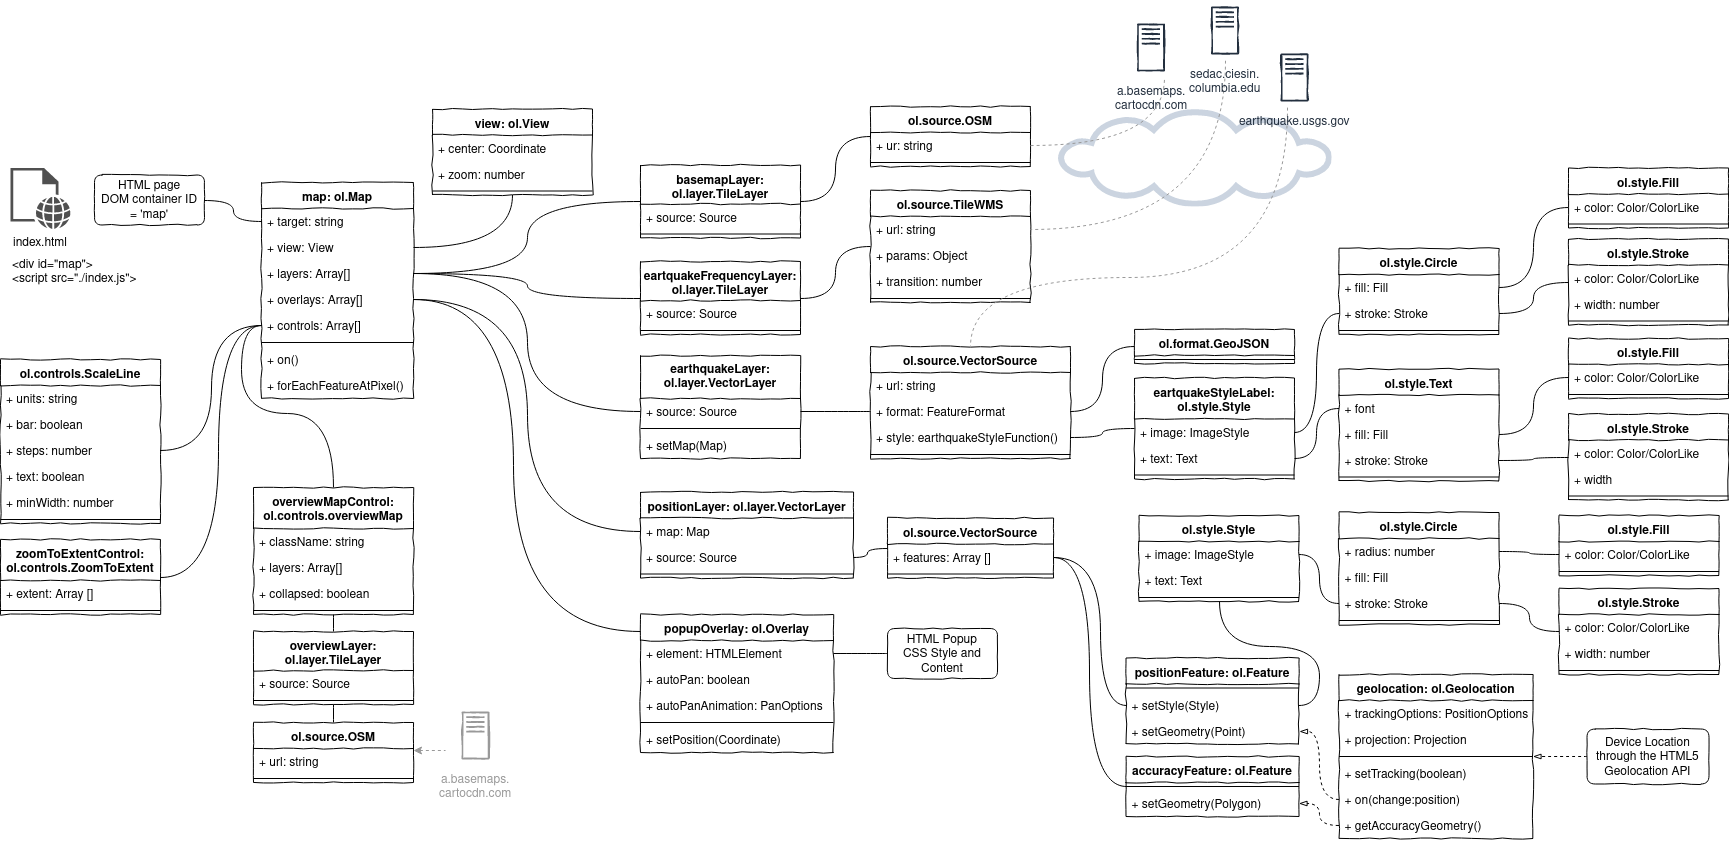 index.html
<div id="map">
<script src="./index.js">
HTML page
DOM container ID
= 'map'
map: ol.Map
+ target: string
+ view: View
+ layers: Array[]
+ overlays: Array[]
+ controls: Array[]
+ on()
+ forEachFeatureAtPixel()
view: ol.View
+ center: Coordinate
+ zoom: number
ol.controls.ScaleLine
+ units: string
+ bar: boolean
+ steps: number
+ text: boolean
+ minWidth: number
zoomToExtentControl:
ol.controls.ZoomToExtent
+ extent: Array []
overviewMapControl:
ol.controls.overviewMap
+ className: string
+ layers: Array[]
+ collapsed: boolean
overviewLayer:
ol.layer.TileLayer
+ source: Source
ol.source.OSM
+ url: string
a.basemaps.
cartocdn.com
basemapLayer:
ol.layer.TileLayer
+ source: Source
eartquakeFrequencyLayer:
ol.layer.TileLayer
+ source: Source
earthquakeLayer:
ol.layer.VectorLayer
+ source: Source
+ setMap(Map)
positionLayer: ol.layer.VectorLayer
+ map: Map
+ source: Source
popupOverlay: ol.Overlay
+ element: HTMLElement
+ autoPan: boolean
+ autoPanAnimation: PanOptions
+ setPosition(Coordinate)
HTML Popup
CSS Style and
Content
ol.source.OSM
+ ur: string
ol.source.TileWMS
+ url: string
+ params: Object
+ transition: number
ol.source.VectorSource
+ url: string
+ format: FeatureFormat
+ style: earthquakeStyleFunction()
ol.source.VectorSource
+ features: Array []
a.basemaps.
cartocdn.com
sedac.ciesin.
columbia.edu
earthquake.usgs.gov
ol.format.GeoJSON
eartquakeStyleLabel:
ol.style.Style
+ image: ImageStyle
+ text: Text
ol.style.Circle
+ fill: Fill
+ stroke: Stroke
ol.style.Text
+ font
+ fill: Fill
+ stroke: Stroke
ol.style.Fill
+ color: Color/ColorLike
ol.style.Stroke
+ color: Color/ColorLike
+ width: number
ol.style.Fill
+ color: Color/ColorLike
ol.style.Stroke
+ color: Color/ColorLike
+ width
ol.style.Style
+ image: ImageStyle
+ text: Text
ol.style.Circle
+ radius: number
+ fill: Fill
+ stroke: Stroke
ol.style.Fill
+ color: Color/ColorLike
ol.style.Stroke
+ color: Color/ColorLike
+ width: number
positionFeature: ol.Feature
+ setStyle(Style)
+ setGeometry(Point)
accuracyFeature: ol.Feature
+ setGeometry(Polygon)
geolocation: ol.Geolocation
+ trackingOptions: PositionOptions
+ projection: Projection
+ setTracking(boolean)
+ on(change:position)
+ getAccuracyGeometry()
Device Location
through the HTML5
Geolocation API